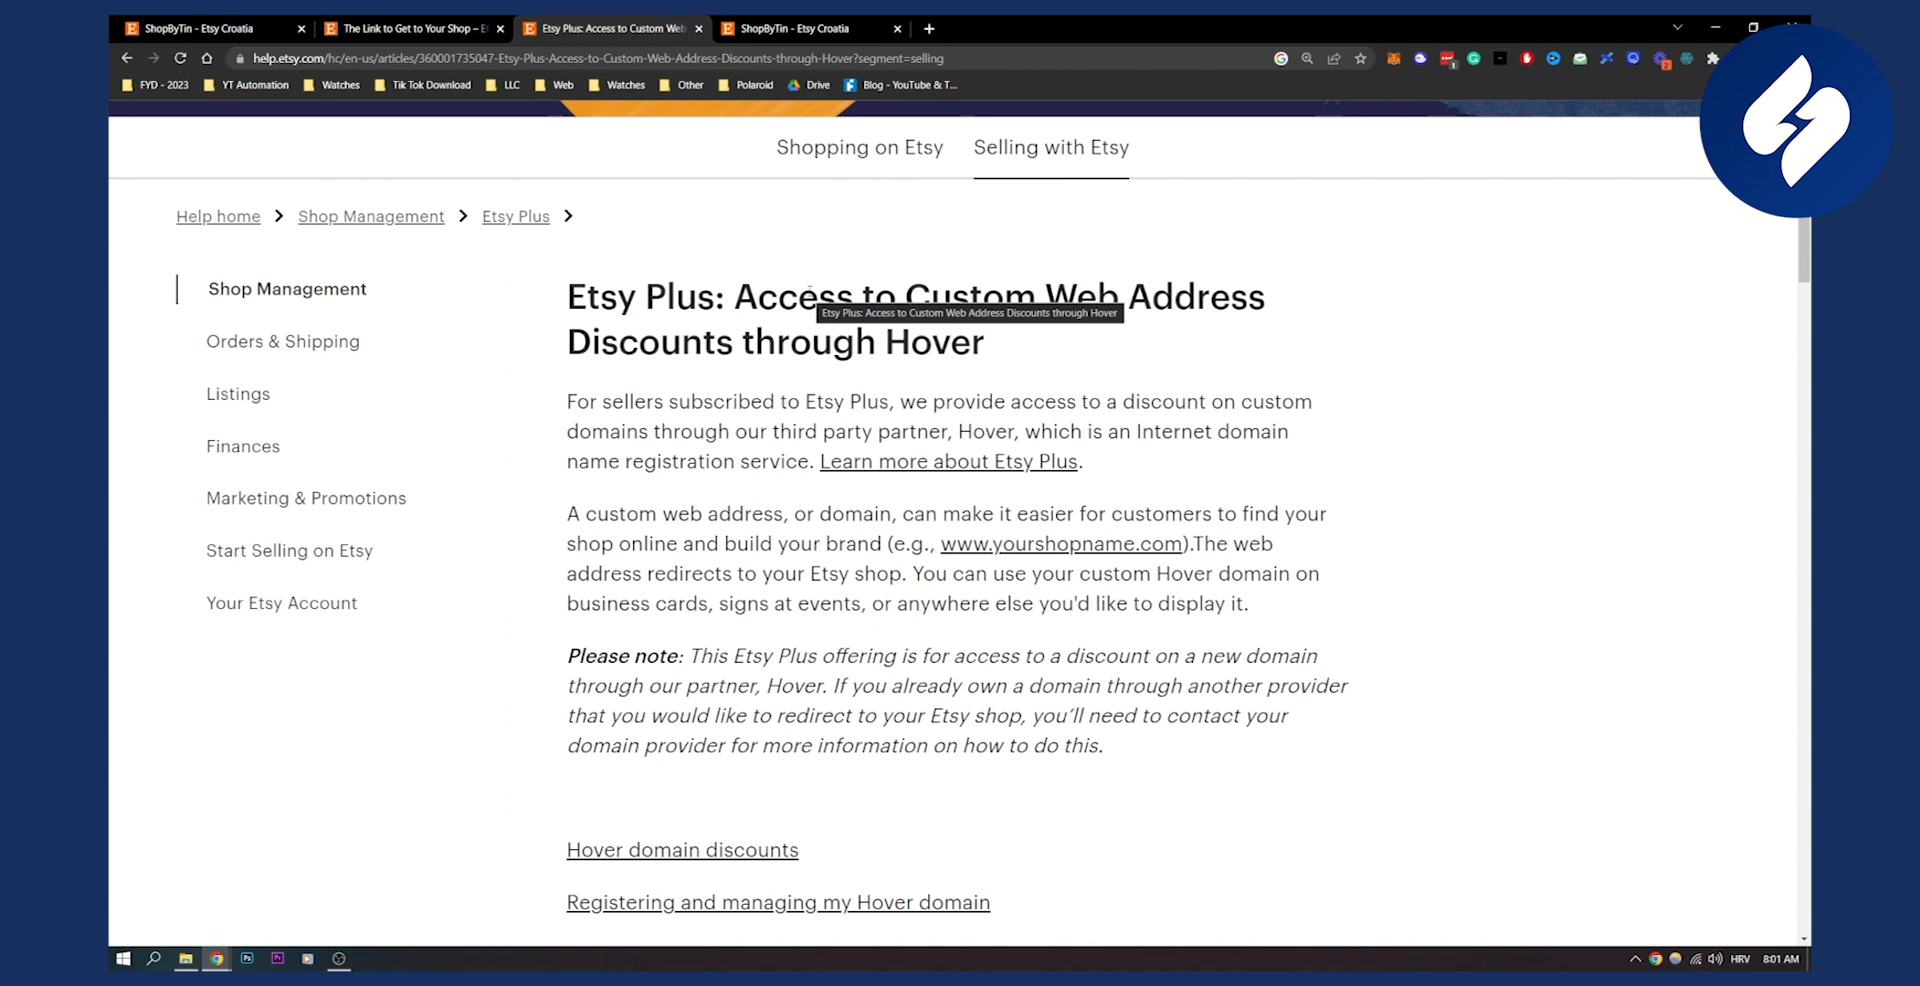 ShopByTin - Etsy Croatia
The Link to Get to Your Shop – E
Etsy Plus: Access to Custom Web
ShopByTin - Etsy Croatia
help.etsy.com/hc/en-us/articles/360001735047-Etsy-Plus-Access-to-Custom-Web-Address-Discounts-through-Hover?segment=selling
FYD - 2023
YT Automation
Watches
Tik Tok Download
LLC
Web
Watches
Other
Polaroid
Drive
Blog - YouTube & T...
Shopping on Etsy
Selling with Etsy
Help home
Shop Management
Etsy Plus
Shop Management
Orders & Shipping
Listings
Finances
Marketing & Promotions
Start Selling on Etsy
Your Etsy Account
Etsy Plus: Access to Custom Web Address
Etsy Plus: Access to Custom Web Address Discounts through Hover
Discounts through Hover
For sellers subscribed to Etsy Plus, we provide access to a discount on custom
domains through our third party partner, Hover, which is an Internet domain
name registration service. Learn more about Etsy Plus.
A custom web address, or domain, can make it easier for customers to find your
shop online and build your brand (e.g., www.yourshopname.com).The web
address redirects to your Etsy shop. You can use your custom Hover domain on
business cards, signs at events, or anywhere else you'd like to display it.
Please note: This Etsy Plus offering is for access to a discount on a new domain
through our partner, Hover. If you already own a domain through another provider
that you would like to redirect to your Etsy shop, you’ll need to contact your
domain provider for more information on how to do this.
Hover domain discounts
Registering and managing my Hover domain
HRV
8:01 AM